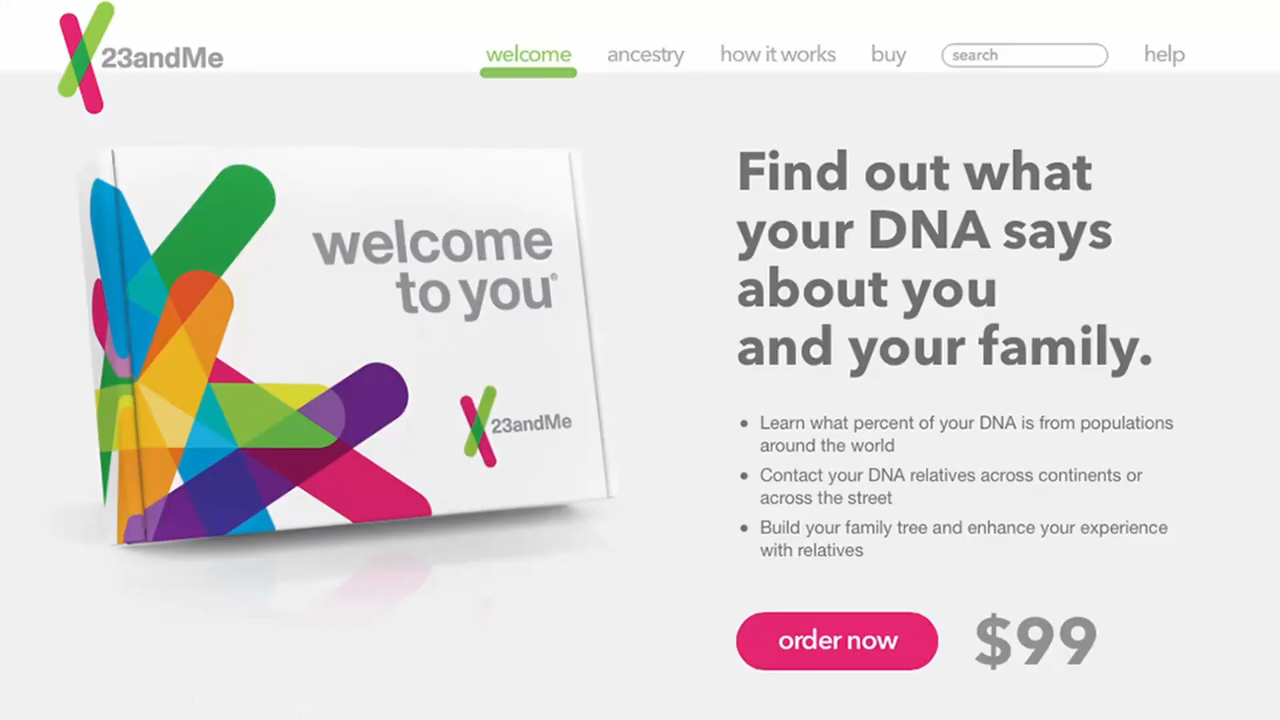 23andMe
welcome ancestry how it works buy search help
welcome
to you®
23andMe
Find out what
your DNA says
about you
and your family.
• Learn what percent of your DNA is from populations
around the world
• Contact your DNA relatives across continents or
across the street
• Build your family tree and enhance your experience
with relatives
order now $99